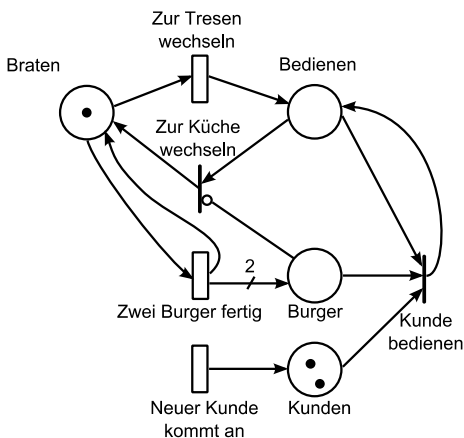 Zur Tresen
wechseln
Braten
Bedienen
Zur Küche
wechseln
2
Zwei Burger fertig
Burger
Kunde
bedienen
Neuer Kunde
kommt an
Kunden